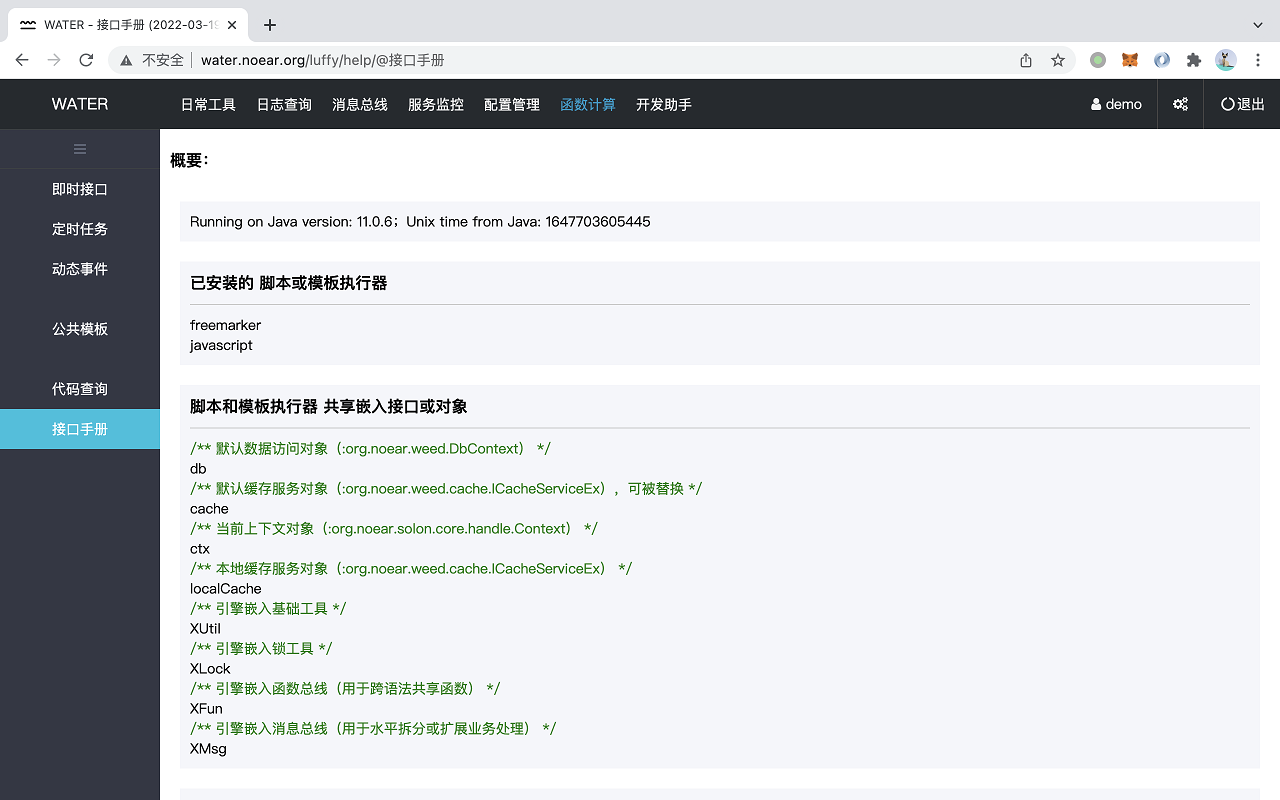 WATER - 接口手册 (2022-03-19
不安全 water.noear.org/luffy/help/@接口手册
WATER 日常工具 日志查询 消息总线 服务监控 配置管理 函数计算 开发助手 demo 退出
即时接口
定时任务
动态事件
公共模板
代码查询
接口手册
概要：
Running on Java version: 11.0.6；Unix time from Java: 1647703605445
已安装的 脚本或模板执行器
freemarker
javascript
脚本和模板执行器 共享嵌入接口或对象
/** 默认数据访问对象（:org.noear.weed.DbContext） */
db
/** 默认缓存服务对象（:org.noear.weed.cache.ICacheServiceEx），可被替换 */
cache
/** 当前上下文对象（:org.noear.solon.core.handle.Context） */
ctx
/** 本地缓存服务对象（:org.noear.weed.cache.ICacheServiceEx） */
localCache
/** 引擎嵌入基础工具 */
XUtil
/** 引擎嵌入锁工具 */
XLock
/** 引擎嵌入函数总线（用于跨语法共享函数） */
XFun
/** 引擎嵌入消息总线（用于水平拆分或扩展业务处理） */
XMsg